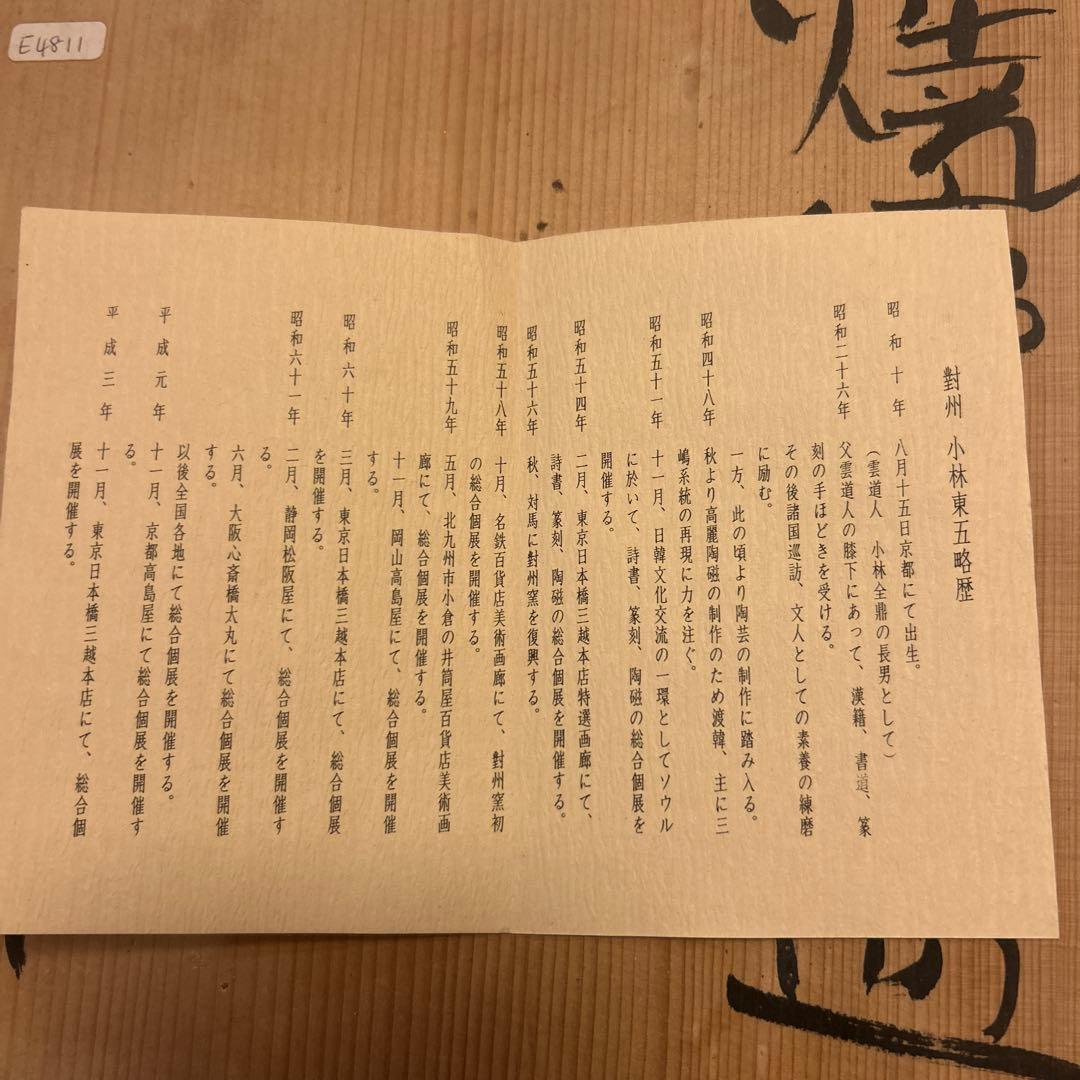 E4811
對州 小林東五略歴
昭和十年 八月十五日京都にて出生。
(雲道人 小林全鼎の長男として)
昭和二十六年 父雲道人の膝下にあって、漢籍、書道、篆
刻の手ほどきを受ける。
その後諸国巡訪、文人としての素養の練磨
に励む。
一方、此の頃より陶芸の制作に踏み入る。
昭和四十八年 秋より高麗陶磁の制作のため渡韓、主に三
嶋系統の再現に力を注ぐ。
昭和五十一年 十一月、日韓文化交流の一環としてソウル
に於いて、詩書、篆刻、陶磁の総合個展を
開催する。
昭和五十四年 二月、東京日本橋三越本店特選画廊にて、
詩書、篆刻、陶磁の総合個展を開催する。
昭和五十六年 秋、対馬に對州窯を復興する。
昭和五十八年 十月、名鉄百貨店美術画廊にて、對州窯初
の総合個展を開催する。
昭和五十九年 五月、北九州市小倉の井筒屋百貨店美術画
廊にて、総合個展を開催する。
十一月、岡山高島屋にて、総合個展を開催
する。
昭和六十年 三月、東京日本橋三越本店にて、総合個展
を開催する。
昭和六十一年 二月、静岡松阪屋にて、総合個展を開催す
る。
六月、大阪心斎橋大丸にて総合個展を開催
する。
以後全国各地にて総合個展を開催する。
平成元年 十一月、京都高島屋にて総合個展を開催す
る。
平成三年 十一月、東京日本橋三越本店にて、総合個
展を開催する。